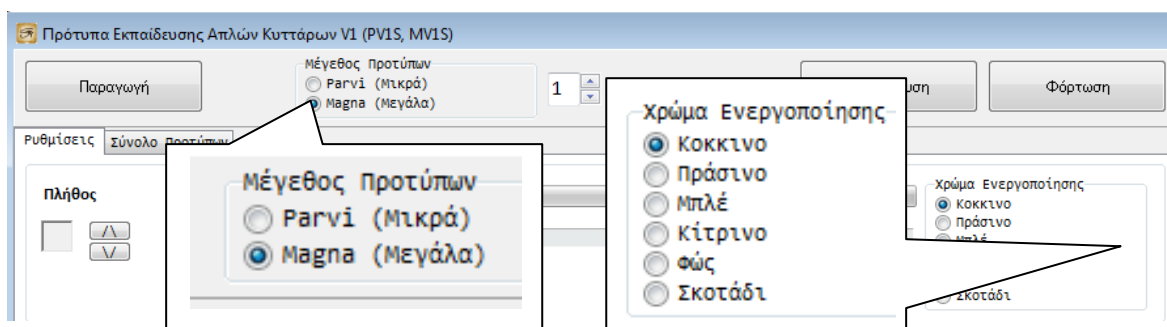 Πρότυπα Εκπαίδευσης Απλών Κυττάρων V1 (PV1S, MV1S)
Παραγωγή
Μέγεθος Προτύπων
Parvi (Μικρά)
Magna (Μεγάλα)
1
Φόρτωση
Ρυθμίσεις
Σύνολο Προτύπων
Πλήθος
/\
\/
Μέγεθος Προτύπων
Parvi (Μικρά)
Magna (Μεγάλα)
Χρώμα Ενεργοποίησης
Κοκκινο
Πράσινο
Μπλέ
Κίτρινο
Φώς
Σκοτάδι
Χρώμα Ενεργοποίησης
Κοκκινο
Πράσινο
Μπλέ
Σκοτάδι